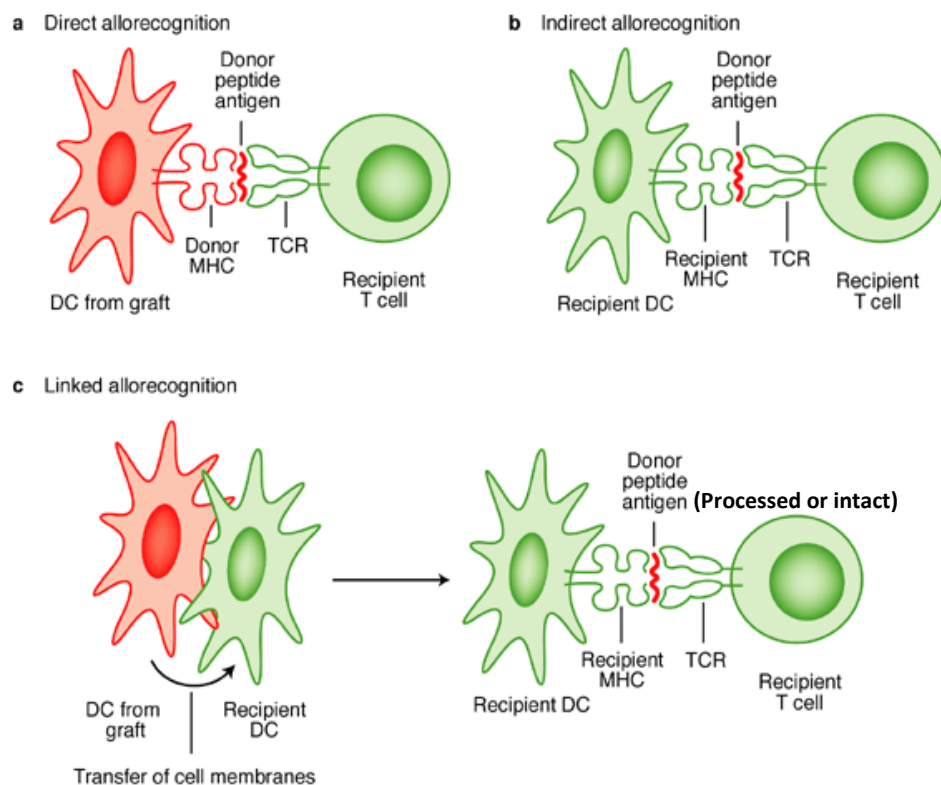 a Direct allorecognition
Donor
peptide
antigen
Donor
MHC
TCR
DC from graft
Recipient
T cell
b Indirect allorecognition
Donor
peptide
antigen
Recipient
MHC
TCR
Recipient DC
Recipient
T cell
c Linked allorecognition
DC from
graft
Recipient
DC
Transfer of cell membranes
Donor
peptide
antigen (Processed or intact)
Recipient
MHC
TCR
Recipient DC
Recipient
T cell